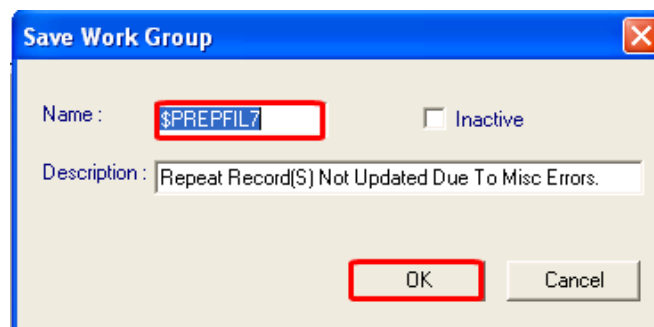 Save Work Group
Name : $PREPFIL7 Inactive
Description : Repeat Record(S) Not Updated Due To Misc Errors.
OK Cancel